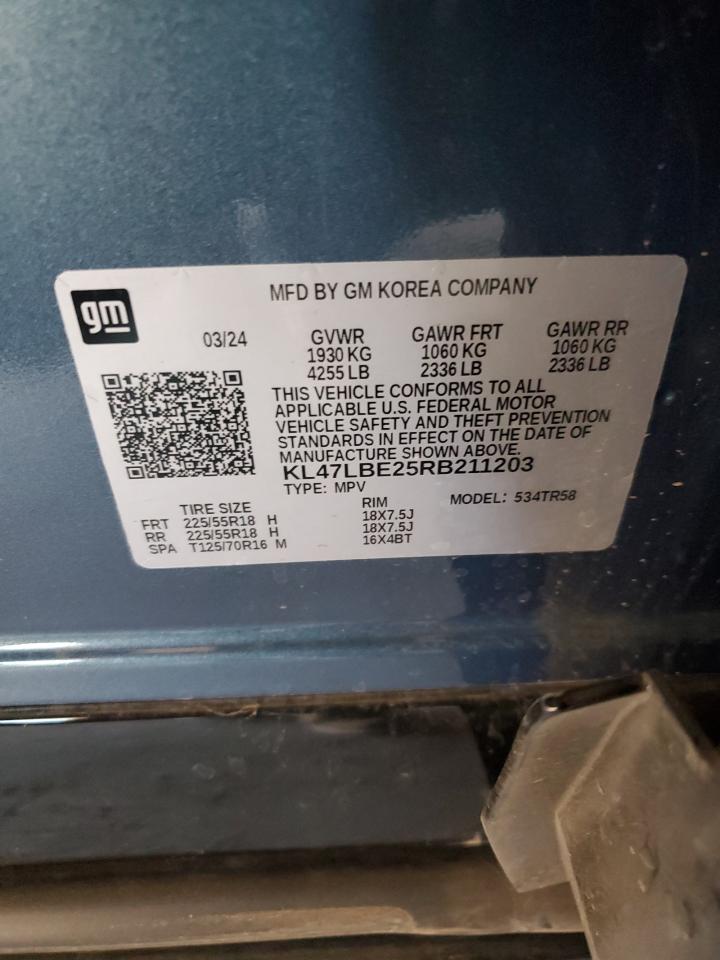 gm
MFD BY GM KOREA COMPANY
03/24
GVWR GAWR FRT GAWR RR
1930 KG 1060 KG 1060 KG
4255 LB 2336 LB 2336 LB
THIS VEHICLE CONFORMS TO ALL
APPLICABLE U.S. FEDERAL MOTOR
VEHICLE SAFETY AND THEFT PREVENTION
STANDARDS IN EFFECT ON THE DATE OF
MANUFACTURE SHOWN ABOVE.
KL47LBE25RB211203
TYPE: MPV MODEL: 534TR58
TIRE SIZE RIM
FRT 225/55R18 H 18X7.5J
RR 225/55R18 H 18X7.5J
SPA T125/70R16 M 16X4BT